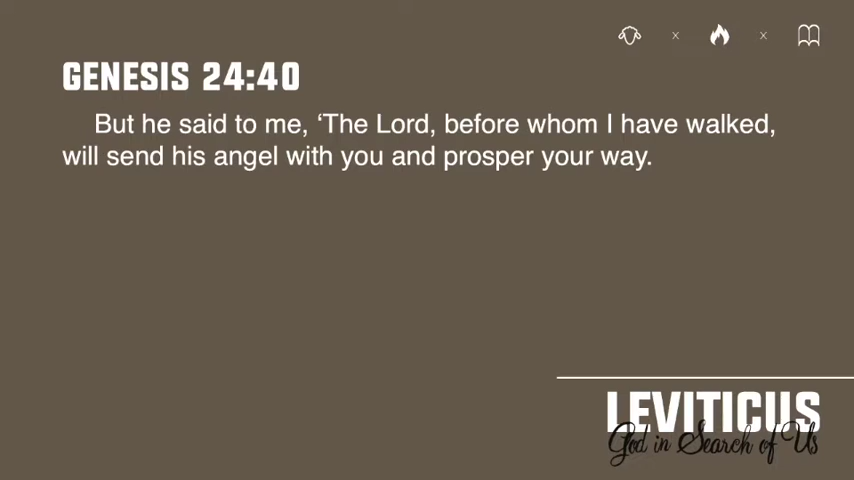 x x
GENESIS 24:40
But he said to me, ‘The Lord, before whom I have walked,
will send his angel with you and prosper your way.
LEVITICUS
God in Search of Us